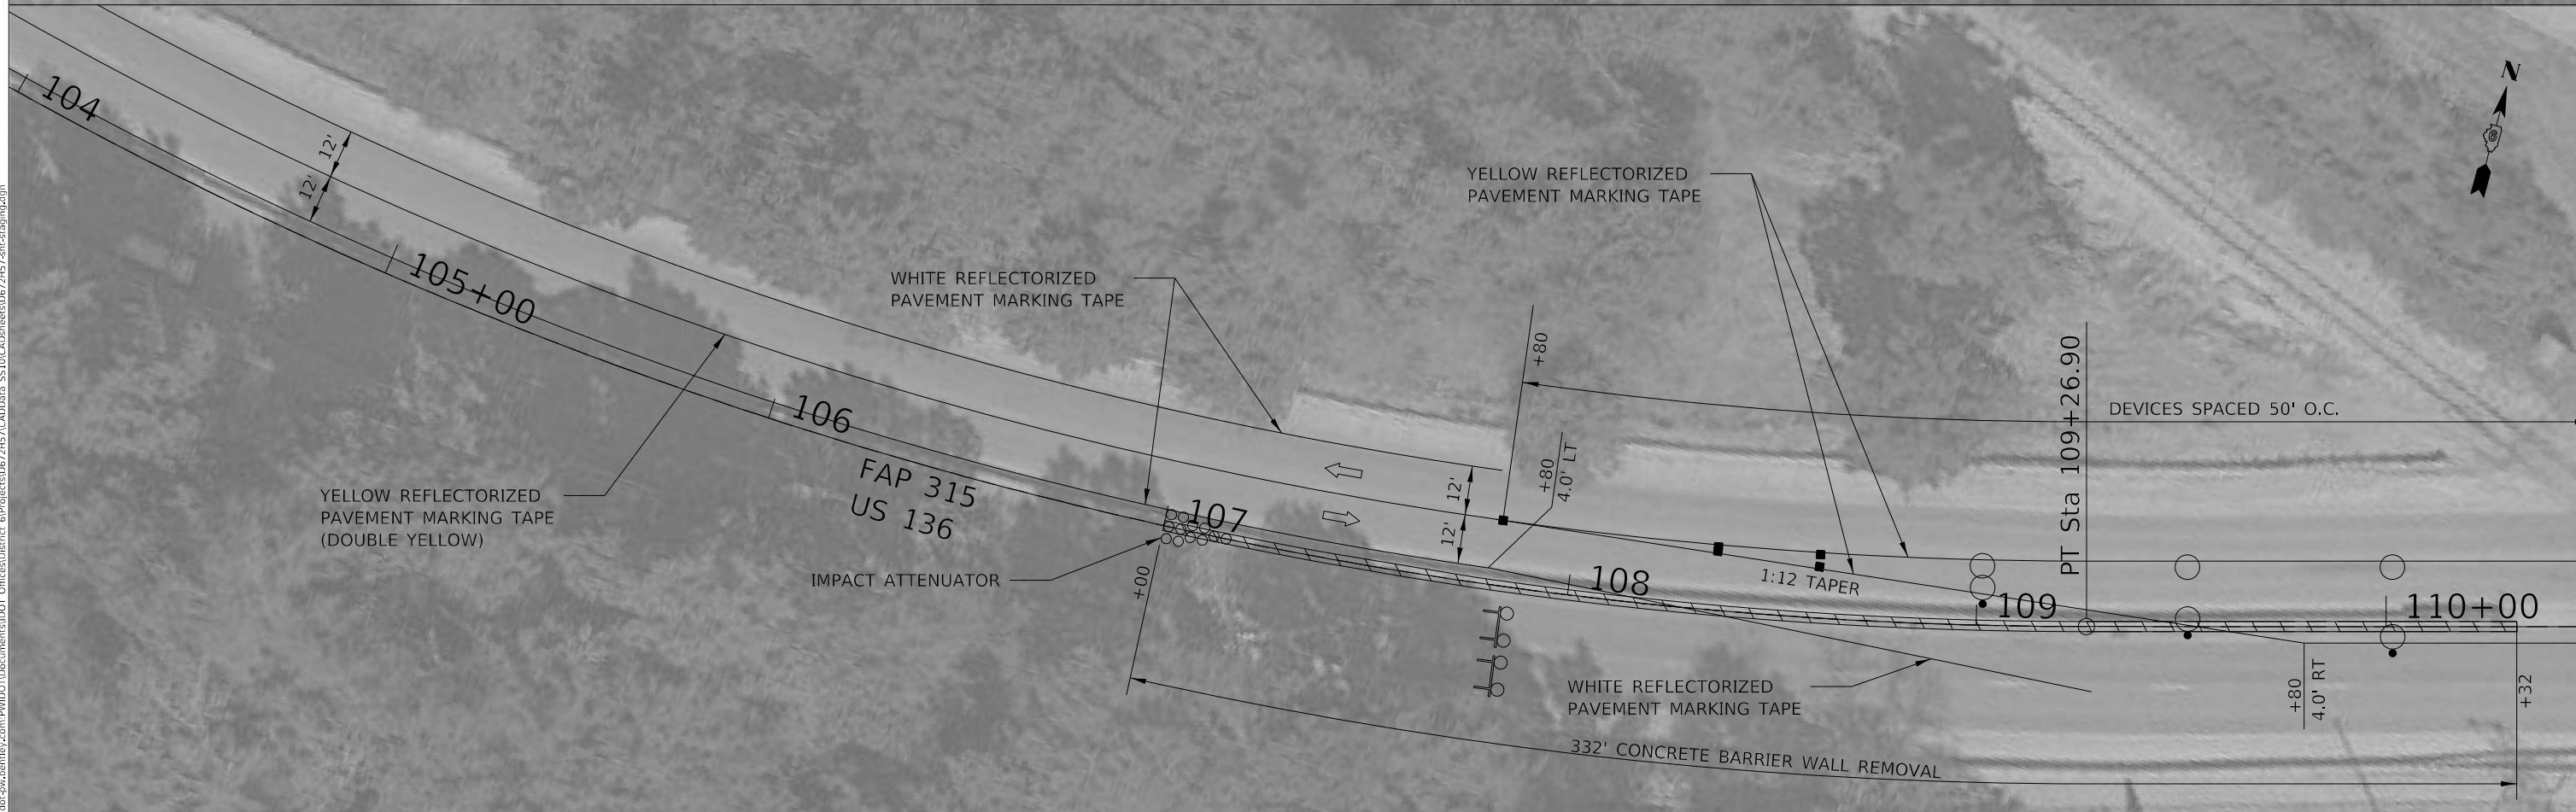 104
12'
12'
105+00
106
107
108
109
110+00
FAP 315
US 136
N
WHITE REFLECTORIZED
PAVEMENT MARKING TAPE
YELLOW REFLECTORIZED
PAVEMENT MARKING TAPE
YELLOW REFLECTORIZED
PAVEMENT MARKING TAPE
(DOUBLE YELLOW)
IMPACT ATTENUATOR
+00
+80
+80
4.0' LT
12'
12'
DEVICES SPACED 50' O.C.
PT Sta 109+26.90
1:12 TAPER
WHITE REFLECTORIZED
PAVEMENT MARKING TAPE
332' CONCRETE BARRIER WALL REMOVAL
+80
4.0' RT
+32